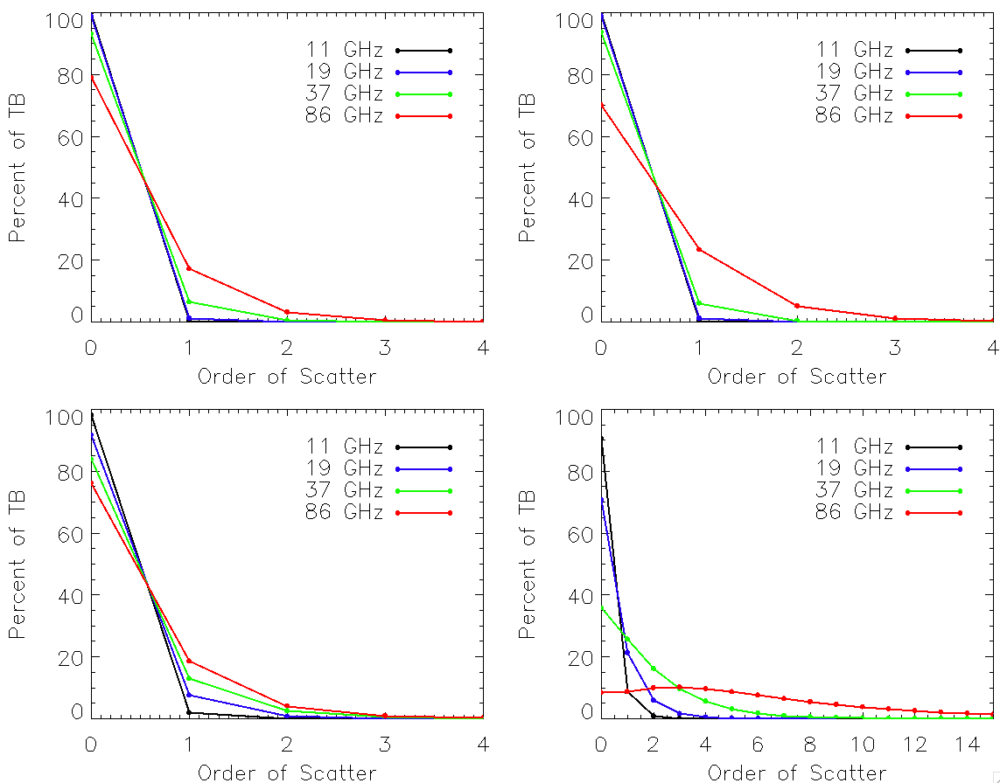 100
80
60
40
20
0
Percent of TB
11 GHz
19 GHz
37 GHz
86 GHz
0 1 2 3 4
Order of Scatter
100
80
60
40
20
0
Percent of TB
11 GHz
19 GHz
37 GHz
86 GHz
0 1 2 3 4
Order of Scatter
100
80
60
40
20
0
Percent of TB
11 GHz
19 GHz
37 GHz
86 GHz
0 1 2 3 4
Order of Scatter
100
80
60
40
20
0
Percent of TB
11 GHz
19 GHz
37 GHz
86 GHz
0 2 4 6 8 10 12 14
Order of Scatter